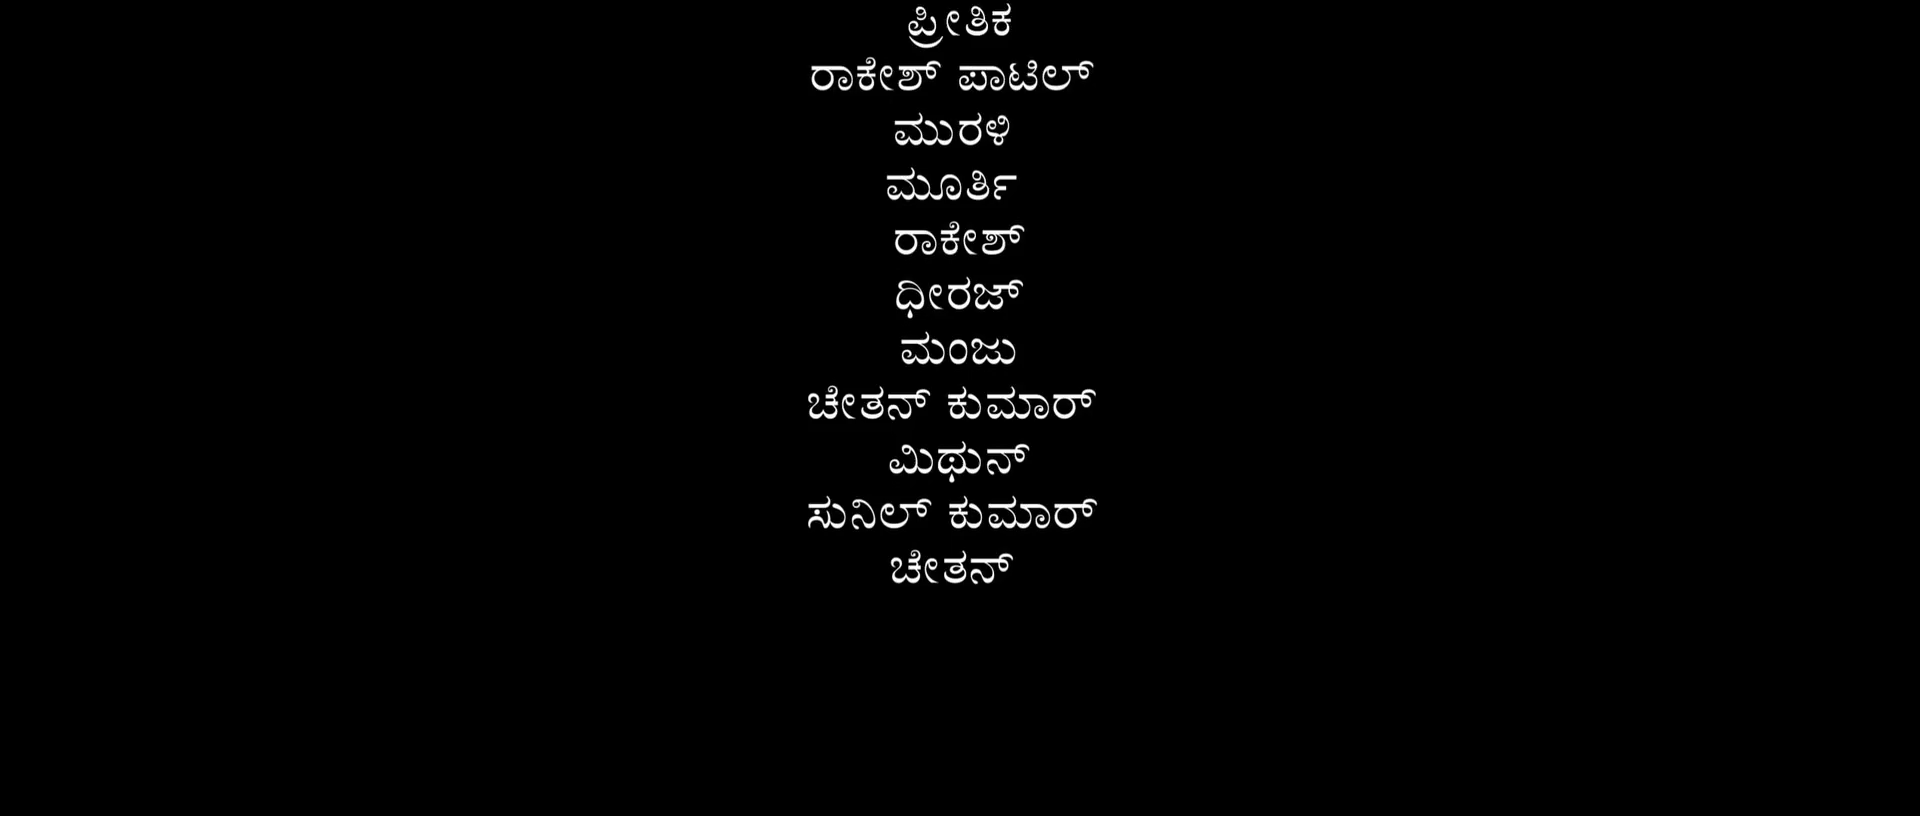 ಪ್ರೀತಿಕ
ರಾಕೇಶ್ ಪಾಟಿಲ್
ಮುರಳಿ
ಮೂರ್ತಿ
ರಾಕೇಶ್
ಧೀರಜ್
ಮಂಜು
ಚೇತನ್ ಕುಮಾರ್
ಮಿಥುನ್
ಸುನಿಲ್ ಕುಮಾರ್
ಚೇತನ್